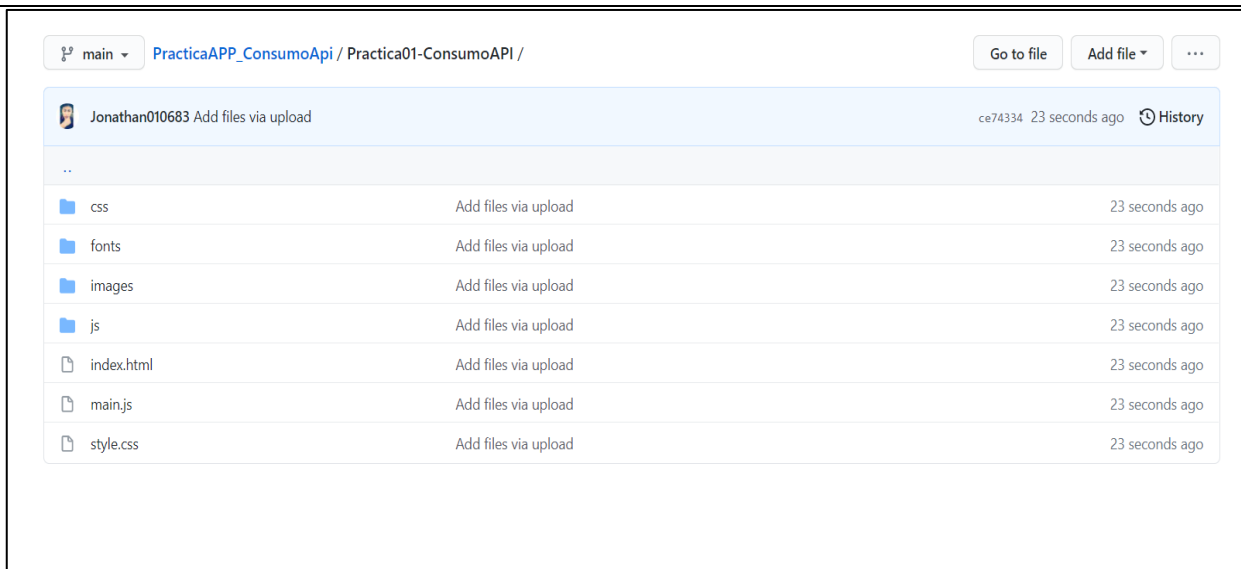 main PracticaAPP_ConsumoApi / Practica01-ConsumoAPI / Go to file Add file ...
Jonathan010683 Add files via upload ce74334 23 seconds ago History
..
css Add files via upload 23 seconds ago
fonts Add files via upload 23 seconds ago
images Add files via upload 23 seconds ago
js Add files via upload 23 seconds ago
index.html Add files via upload 23 seconds ago
main.js Add files via upload 23 seconds ago
style.css Add files via upload 23 seconds ago